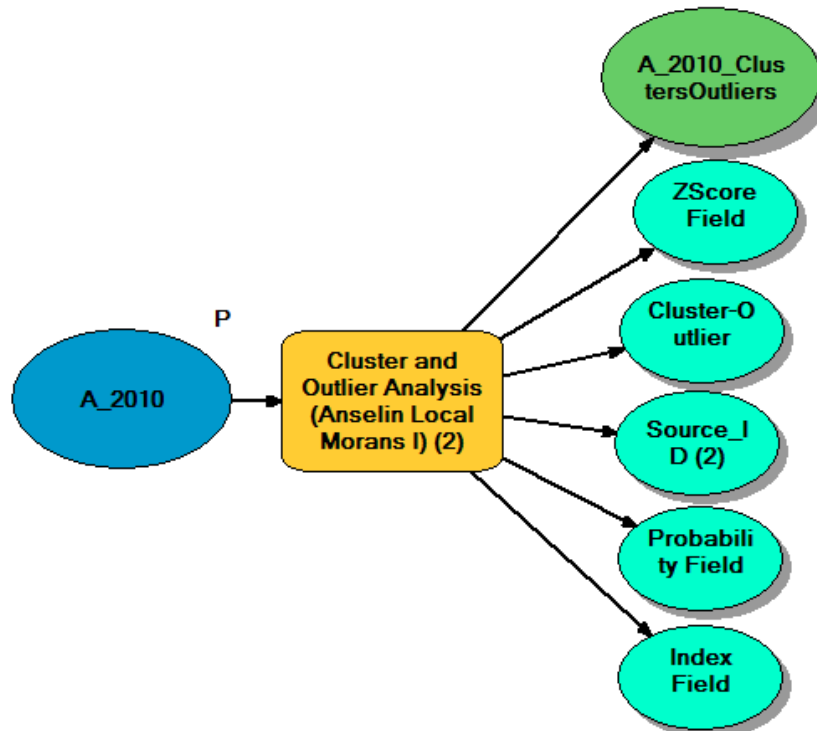 A_2010_Clus
tersOutliers
ZScore
Field
P
Cluster-O
utlier
A_2010
Cluster and
Outlier Analysis
(Anselin Local
Morans I) (2)
Source_I
D (2)
Probabili
ty Field
Index
Field